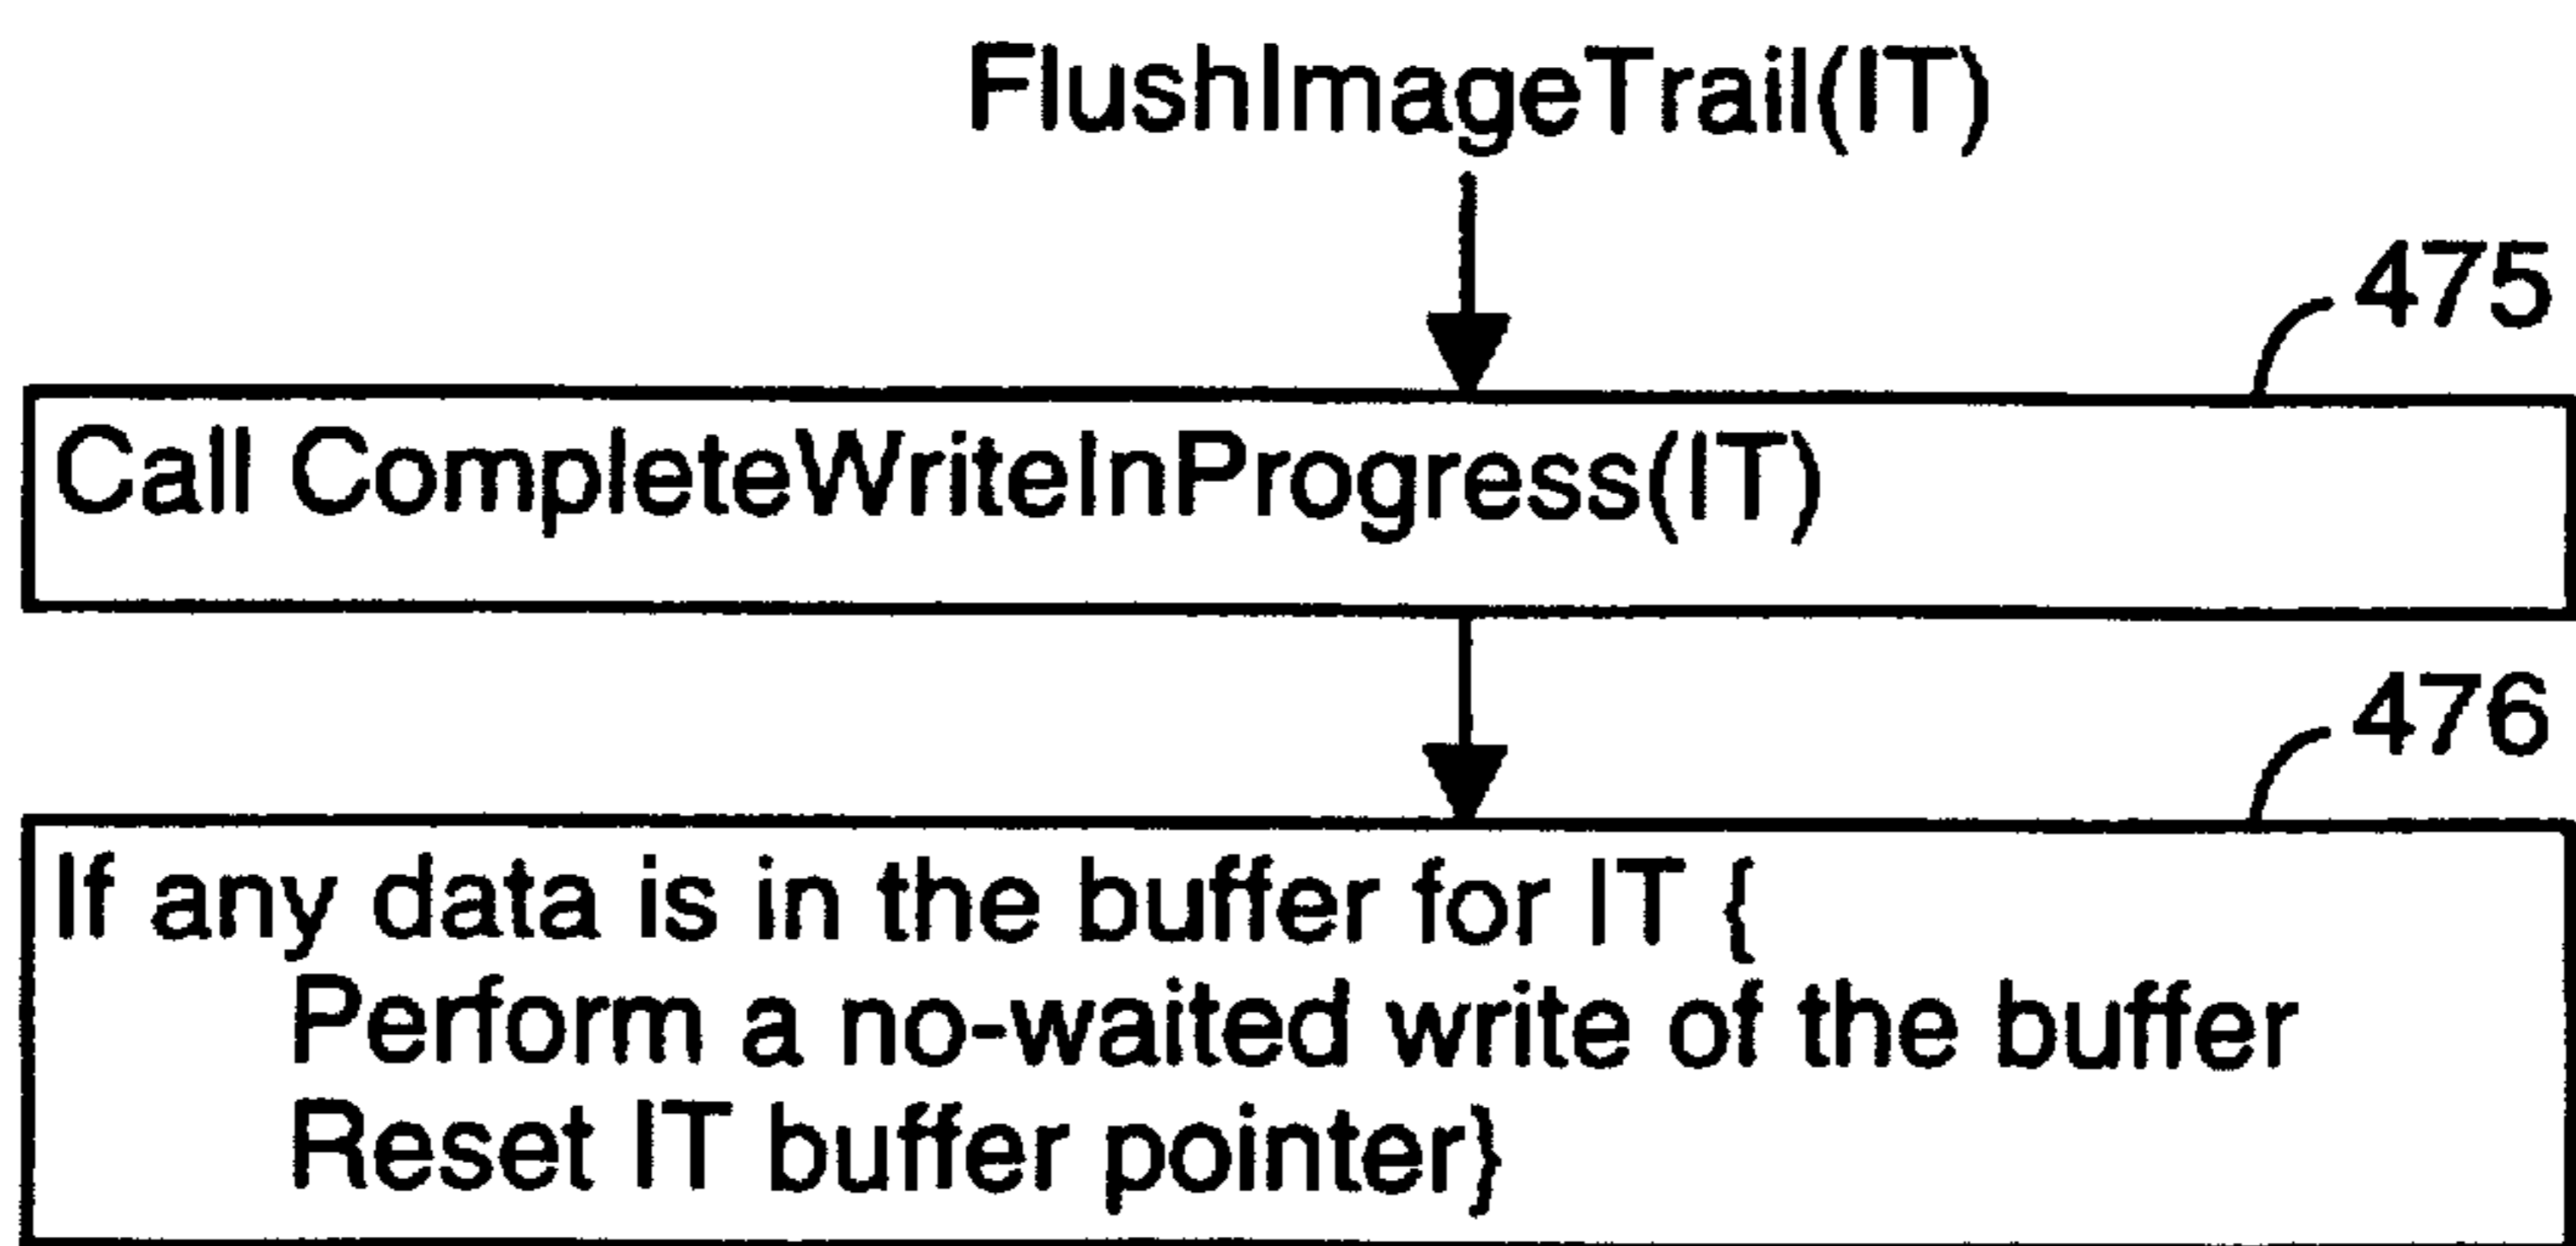 FlushImageTrail(IT)
475
Call CompleteWriteInProgress(IT)
476
If any data is in the buffer for IT {
Perform a no-waited write of the buffer
Reset IT buffer pointer}